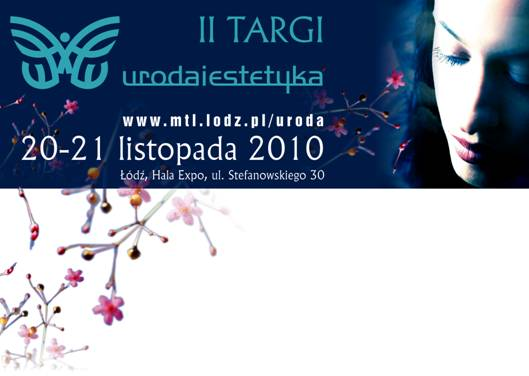 II TARGI
urodaiestetyka
www.mtl.lodz.pl/uroda
20-21 listopada 2010
Łódź, Hala Expo, ul. Stefanowskiego 30